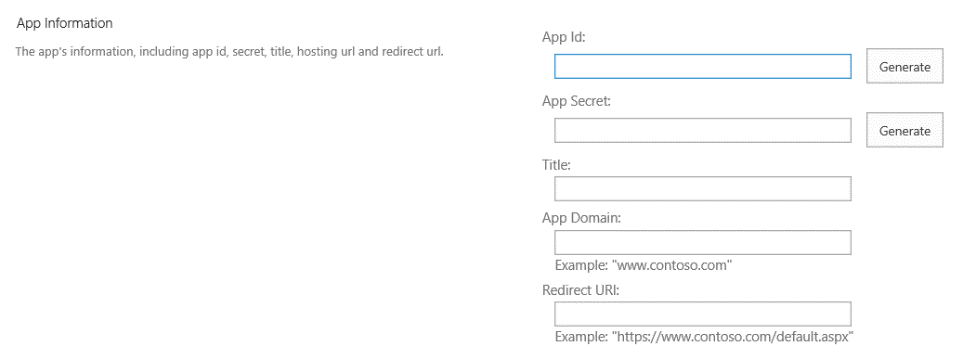 App Information
The app's information, including app id, secret, title, hosting url and redirect url.
App Id:
Generate
App Secret:
Generate
Title:
App Domain:
Example: "www.contoso.com"
Redirect URI:
Example: "https://www.contoso.com/default.aspx"